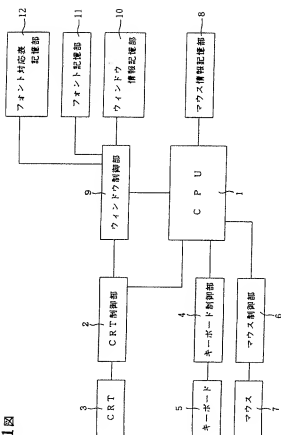 1図
12
フォント対応表
記憶部
11
フォント記憶部
10
ウィンドウ
情報記憶部
8
マウス情報記憶部
9
ウィンドウ制御部
CPU
1
2
CRT制御部
4
キーボード制御部
マウス制御部
6
3
CRT
5
キーボード
マウス
7